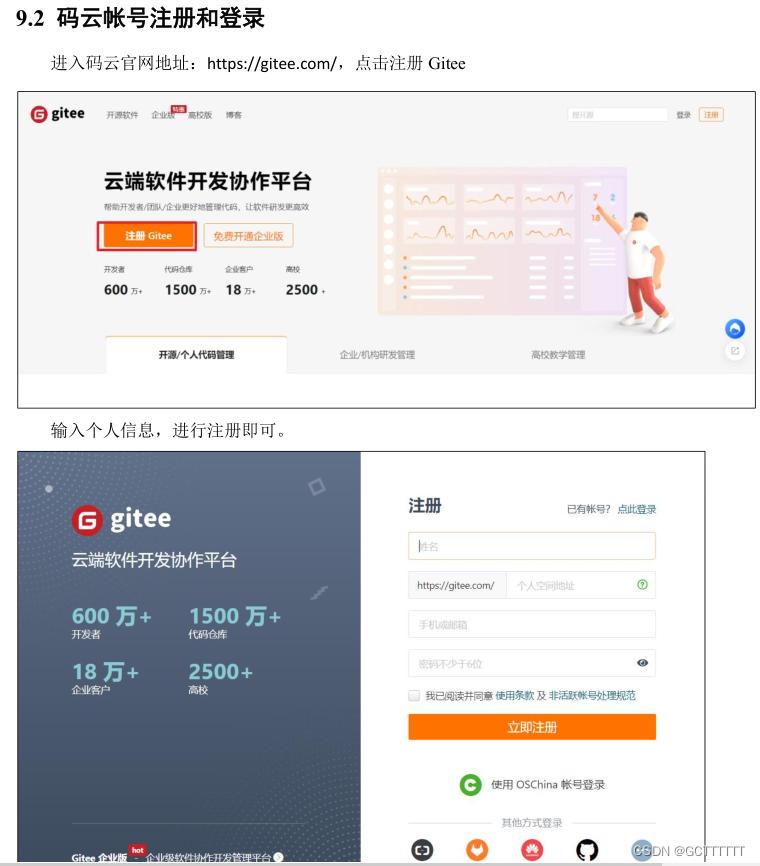 9.2 码云帐号注册和登录
进入码云官网地址：https://gitee.com/，点击注册 Gitee
gitee 开源软件 企业版 特惠 高校版 博客 搜开源 登录 注册
云端软件开发协作平台
帮助开发者/团队/企业更好地管理代码，让软件研发更高效
注册 Gitee 免费开通企业版
开发者 代码仓库 企业客户 高校
600 万+ 1500 万+ 18 万+ 2500 +
7 2
18
开源/个人代码管理 企业/机构研发管理 高校教学管理
输入个人信息，进行注册即可。
gitee
云端软件开发协作平台
600 万+ 1500 万+
开发者 代码仓库
18 万+ 2500+
企业客户 高校
Gitee 企业版 hot - 企业级软件协作开发管理平台
注册 已有帐号？ 点此登录
姓名
https://gitee.com/ 个人空间地址
手机或邮箱
密码不少于6位
我已阅读并同意 使用条款 及 非活跃帐号处理规范
立即注册
使用 OSChina 帐号登录
其他方式登录
CSDN @GCTTTTTT